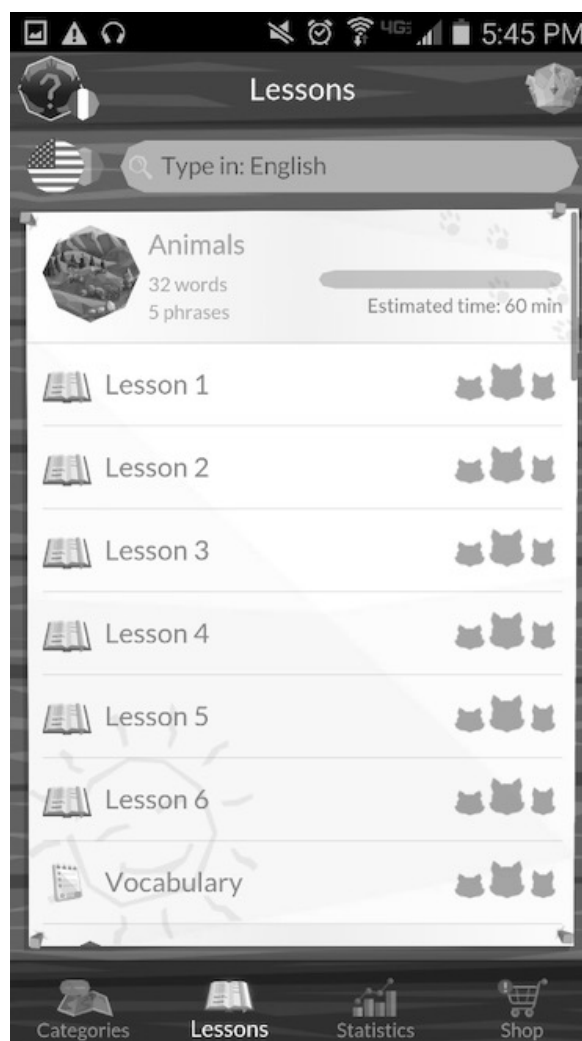 4G
5:45 PM
?
Lessons
Type in: English
Animals
32 words
5 phrases
Estimated time: 60 min
Lesson 1
Lesson 2
Lesson 3
Lesson 4
Lesson 5
Lesson 6
Vocabulary
Categories
Lessons
Statistics
Shop